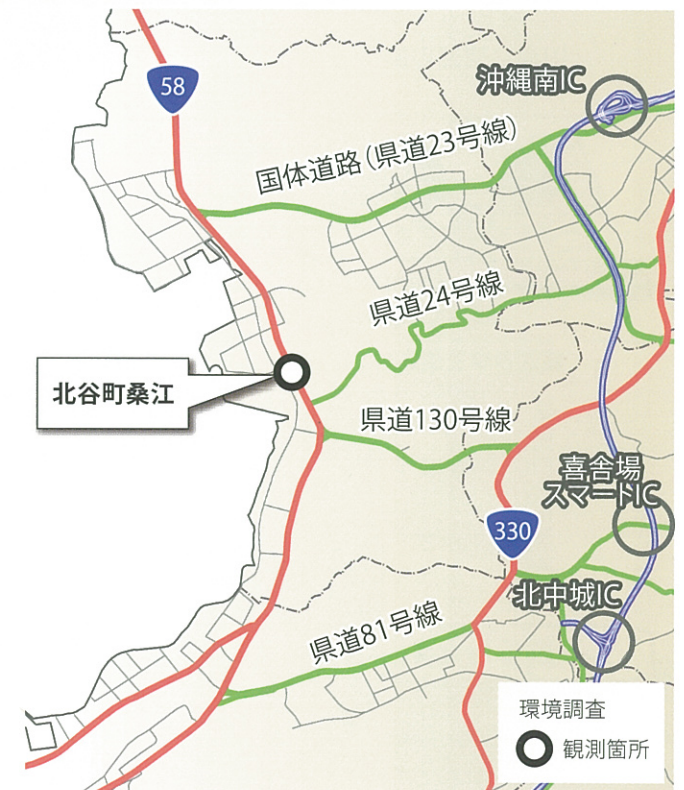 58
沖縄南IC
国体道路(県道23号線)
県道24号線
北谷町桑江
県道130号線
喜舎場
スマートIC
330
北中城IC
県道81号線
環境調査
観測箇所